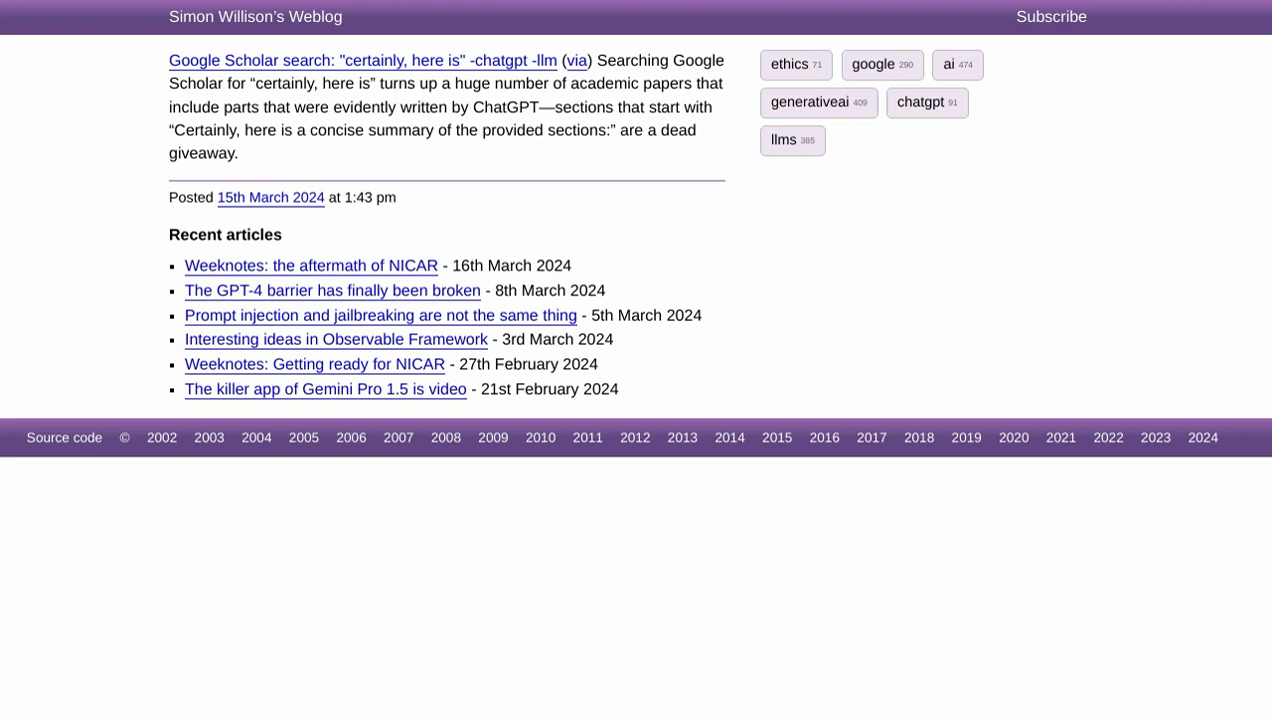 Simon Willison’s Weblog
Subscribe
Google Scholar search: "certainly, here is" -chatgpt -llm (via) Searching Google
Scholar for “certainly, here is” turns up a huge number of academic papers that
include parts that were evidently written by ChatGPT—sections that start with
“Certainly, here is a concise summary of the provided sections:” are a dead
giveaway.
Posted 15th March 2024 at 1:43 pm
Recent articles
Weeknotes: the aftermath of NICAR - 16th March 2024
The GPT-4 barrier has finally been broken - 8th March 2024
Prompt injection and jailbreaking are not the same thing - 5th March 2024
Interesting ideas in Observable Framework - 3rd March 2024
Weeknotes: Getting ready for NICAR - 27th February 2024
The killer app of Gemini Pro 1.5 is video - 21st February 2024
ethics 71 google 290 ai 474
generativeai 409 chatgpt 91
llms 385
Source code © 2002 2003 2004 2005 2006 2007 2008 2009 2010 2011 2012 2013 2014 2015 2016 2017 2018 2019 2020 2021 2022 2023 2024